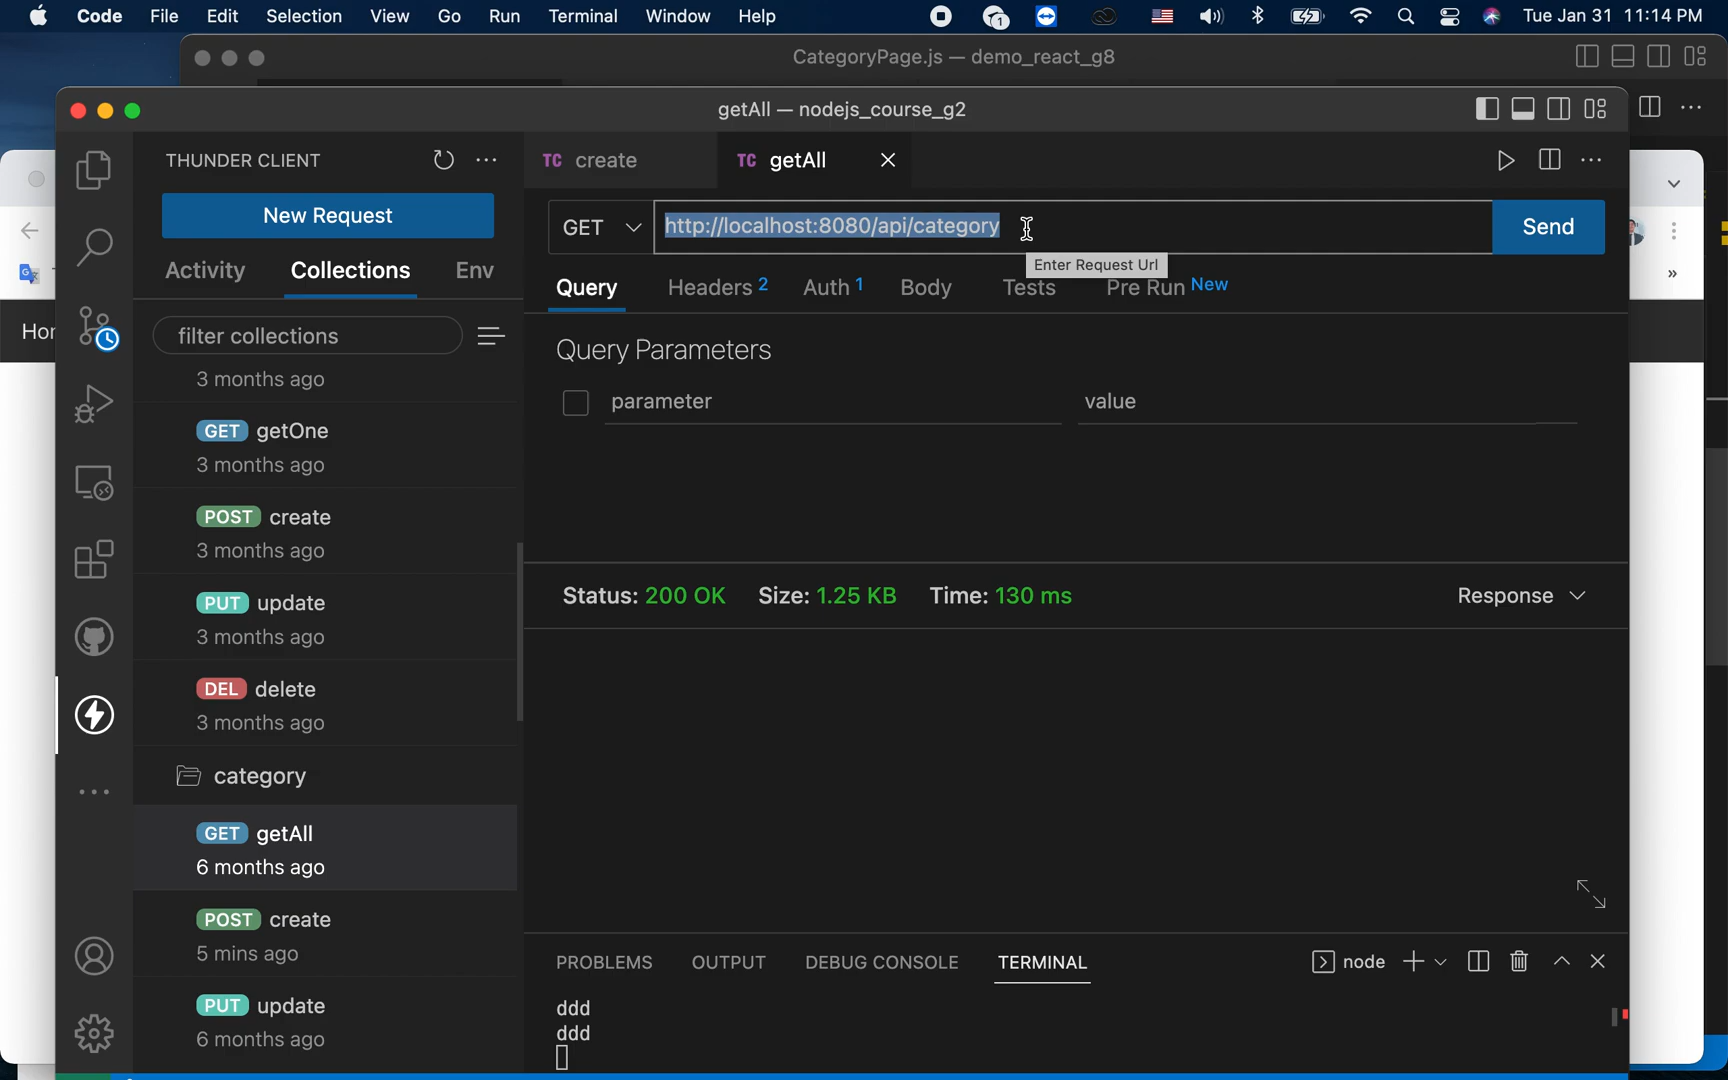 Code File Edit Selection View Go Run Terminal Window Help 1 Tue Jan 31 11:14 PM
CategoryPage.js — demo_react_g8
getAll — nodejs_course_g2
THUNDER CLIENT
New Request
Activity Collections Env
filter collections
3 months ago
GET getOne
3 months ago
POST create
3 months ago
PUT update
3 months ago
DEL delete
3 months ago
category
GET getAll
6 months ago
POST create
5 mins ago
PUT update
6 months ago
TC create TC getAll
GET http://localhost:8080/api/category Send
Enter Request Url
Query Headers 2 Auth 1 Body Tests Pre Run New
Query Parameters
parameter value
Status: 200 OK Size: 1.25 KB Time: 130 ms Response
PROBLEMS OUTPUT DEBUG CONSOLE TERMINAL node
ddd
ddd